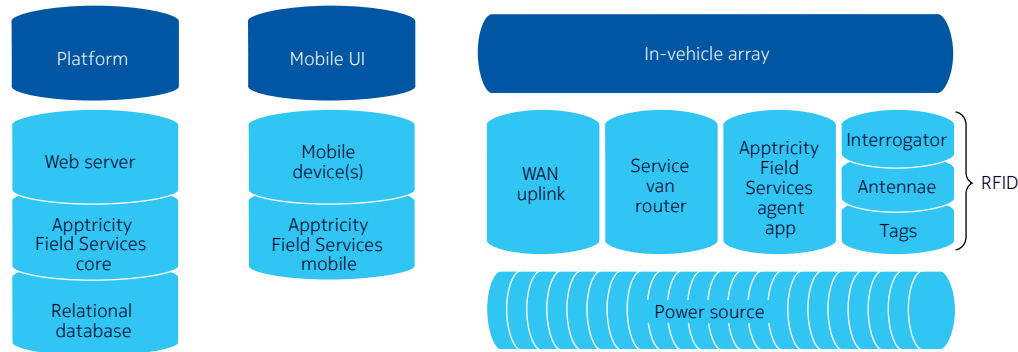 Platform
Web server
Apptricity
Field Services
core
Relational
database
Mobile UI
Mobile
device(s)
Apptricity
Field Services
mobile
In-vehicle array
WAN
uplink
Service
van
router
Apptricity
Field
Services
agent
app
Interrogator
Antennae
Tags
RFID
Power source